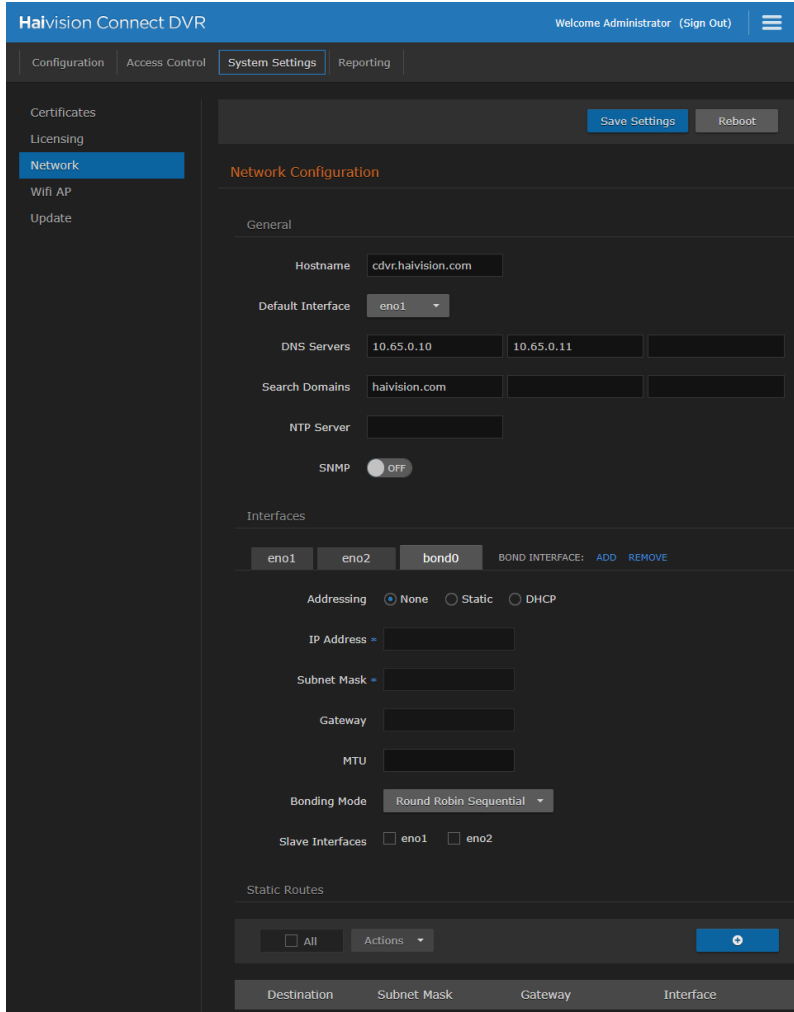 Haivision Connect DVR
Welcome Administrator (Sign Out)
Configuration Access Control System Settings Reporting
Certificates
Licensing
Network
Wifi AP
Update
Save Settings Reboot
Network Configuration
General
Hostname cdvr.haivision.com
Default Interface eno1
DNS Servers 10.65.0.10 10.65.0.11
Search Domains haivision.com
NTP Server
SNMP OFF
Interfaces
eno1 eno2 bond0 BOND INTERFACE: ADD REMOVE
Addressing None Static DHCP
IP Address
Subnet Mask
Gateway
MTU
Bonding Mode Round Robin Sequential
Slave Interfaces eno1 eno2
Static Routes
All Actions
Destination Subnet Mask Gateway Interface